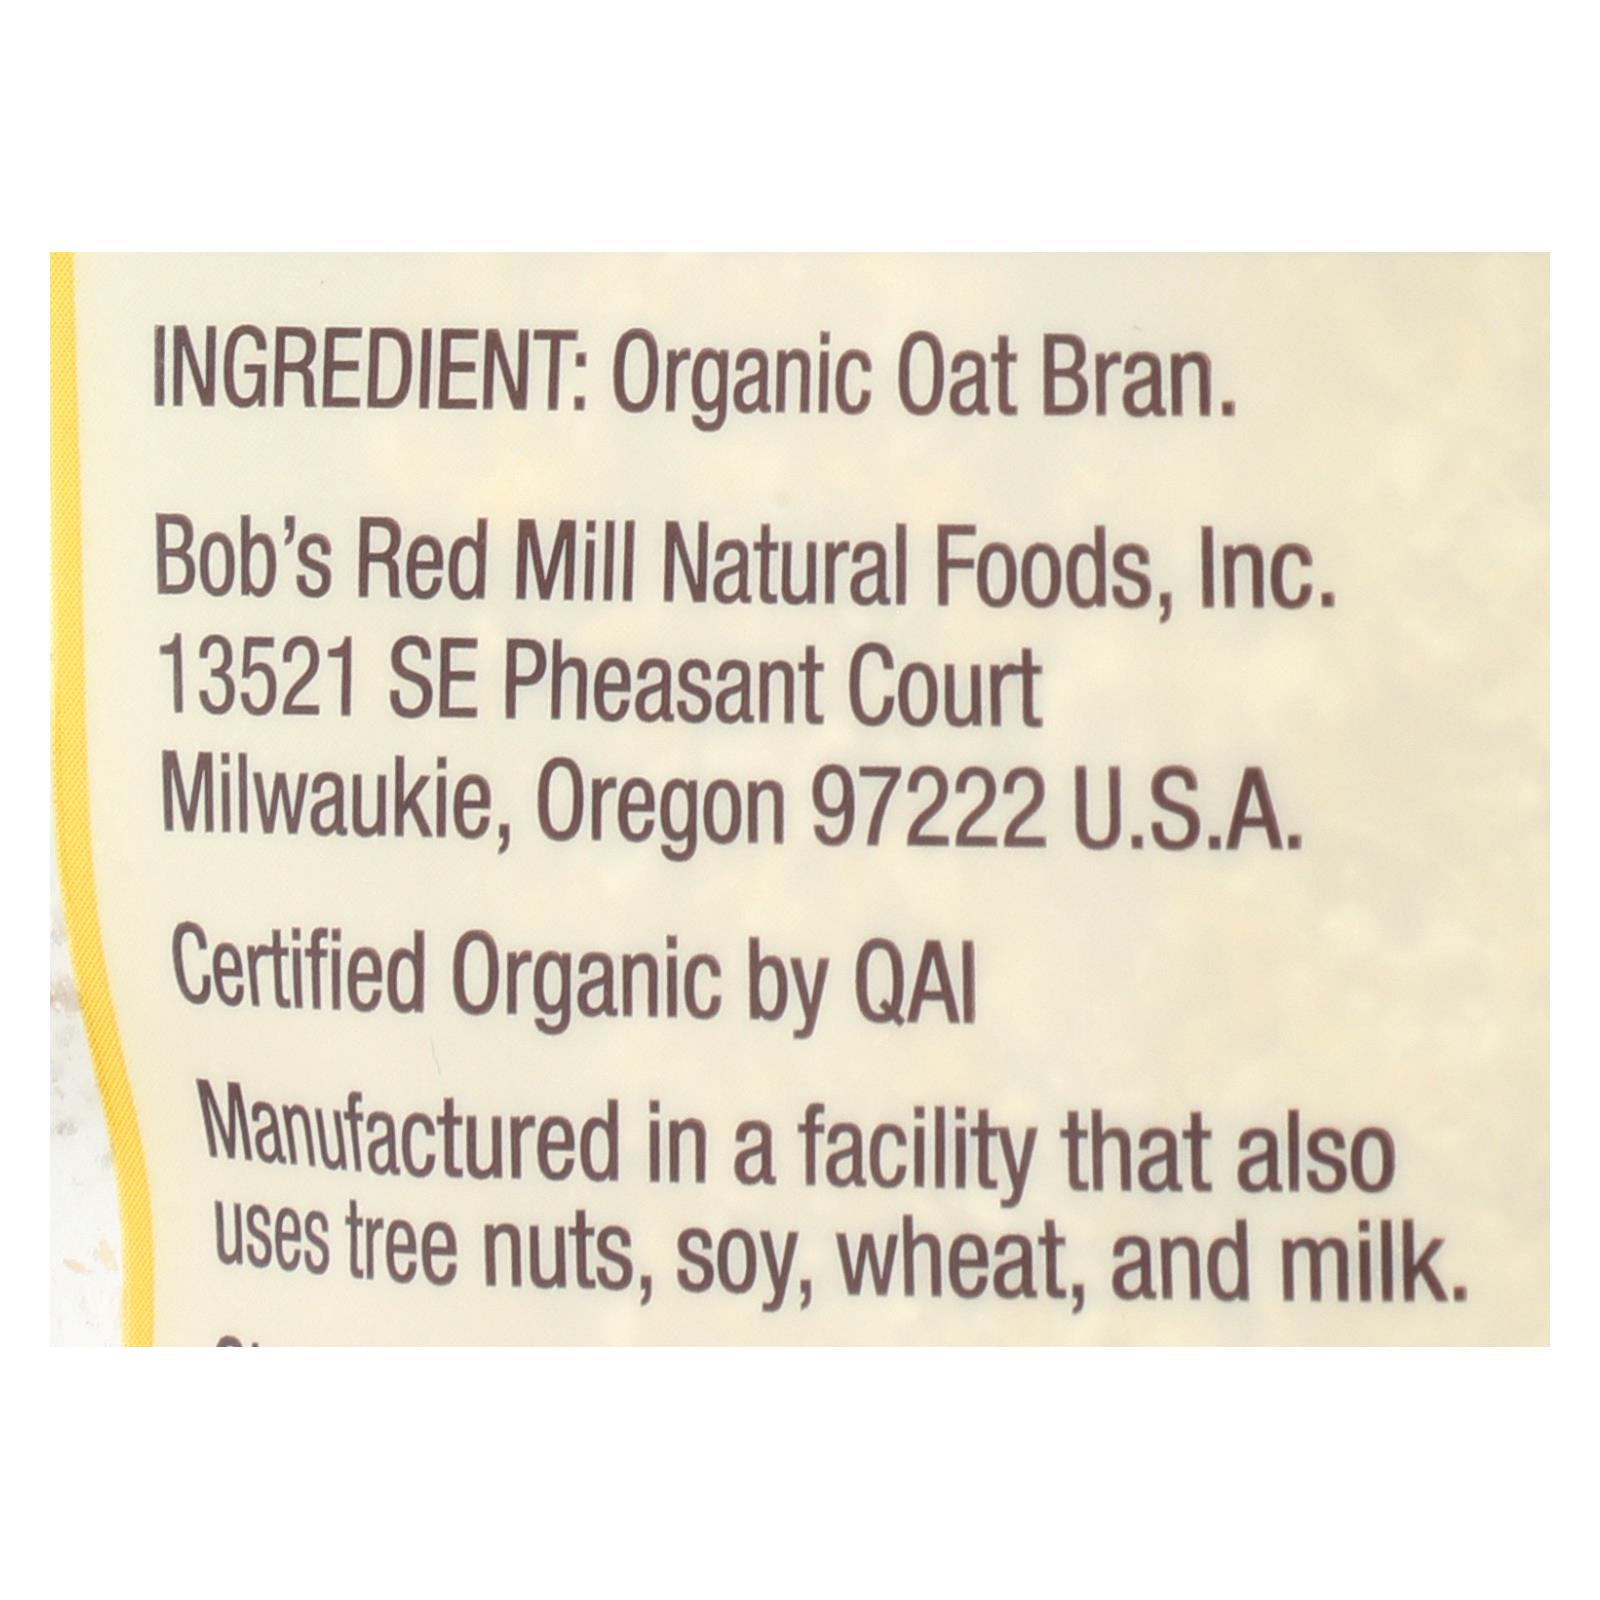 INGREDIENT: Organic Oat Bran.
Bob's Red Mill Natural Foods, Inc.
13521 SE Pheasant Court
Milwaukie, Oregon 97222 U.S.A.
Certified Organic by QAI
Manufactured in a facility that also
uses tree nuts, soy, wheat, and milk.